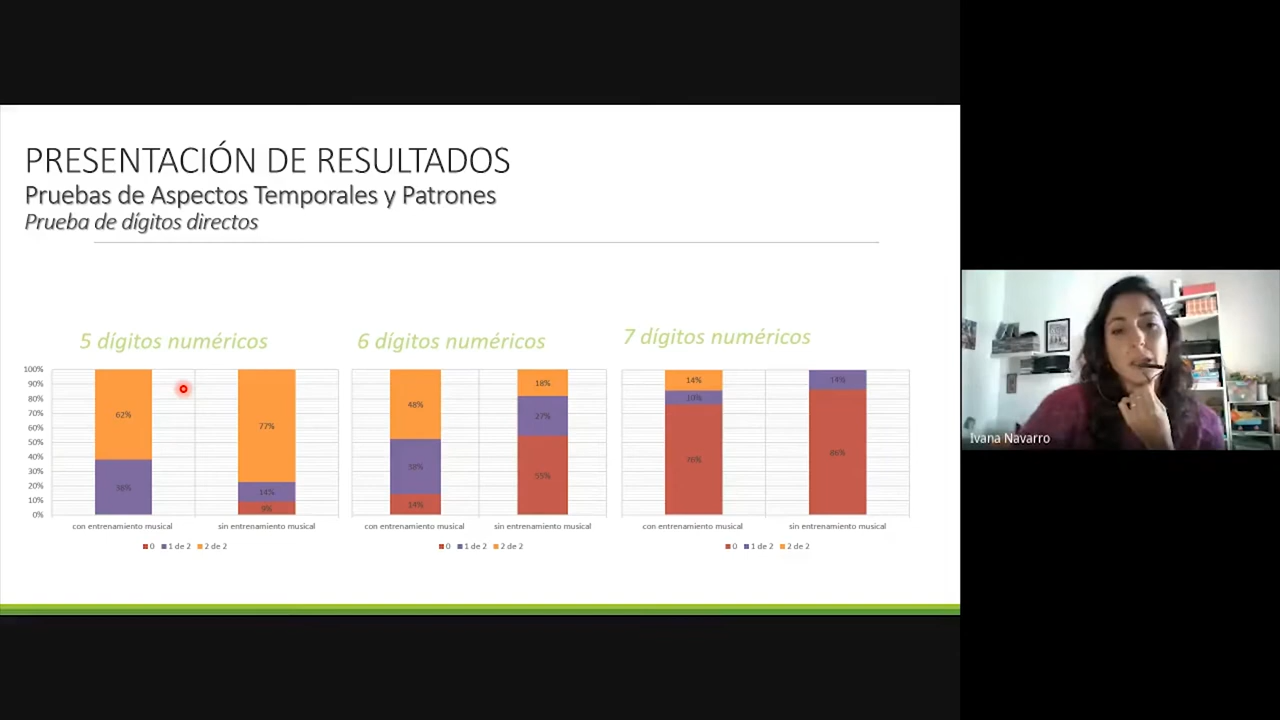 PRESENTACIÓN DE RESULTADOS
Pruebas de Aspectos Temporales y Patrones
Prueba de dígitos directos
5 dígitos numéricos
100%
90%
80%
70%
60%
50%
40%
30%
20%
10%
0%
62%
38%
77%
14%
9%
con entrenamiento musical
sin entrenamiento musical
0 1 de 2 2 de 2
6 dígitos numéricos
48%
38%
14%
18%
27%
55%
con entrenamiento musical
sin entrenamiento musical
0 1 de 2 2 de 2
7 dígitos numéricos
14%
10%
76%
14%
86%
con entrenamiento musical
sin entrenamiento musical
0 1 de 2 2 de 2
Ivana Navarro